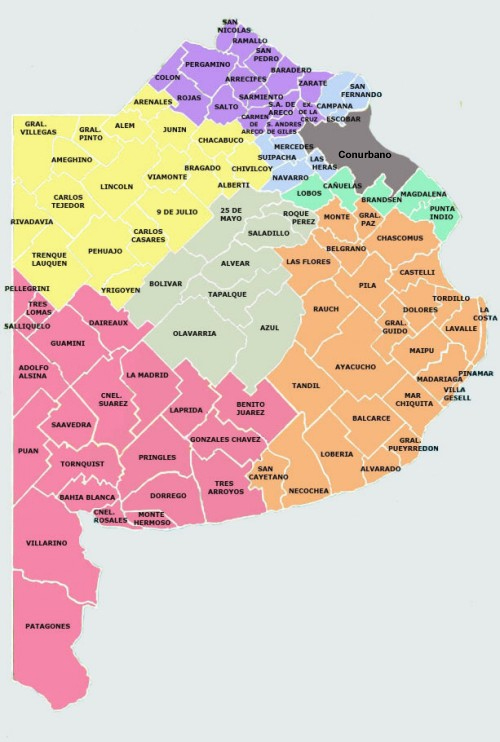 SAN
NICOLAS
RAMALLO
SAN
PEDRO
PERGAMINO
BARADERO
COLON
ARRECIFES
ZARATE
SAN
FERNANDO
ROJAS
SARMIENTO
ARENALES
SALTO
S.A. DE
ARECO
EX.
DE LA
CRUZ
CAMPANA
ESCOBAR
CARMEN
DE
ARECO
S. ANDRES
DE GILES
GRAL.
VILLEGAS
GRAL.
PINTO
ALEM
JUNIN
CHACABUCO
MERCEDES
SUIPACHA
Conurbano
LAS
HERAS
AMEGHINO
BRAGADO
CHIVILCOY
NAVARRO
VIAMONTE
LINCOLN
ALBERTI
CAÑUELAS
LOBOS
BRANDSEN
MAGDALENA
CARLOS
TEJEDOR
9 DE JULIO
25 DE
MAYO
ROQUE
PEREZ
MONTE
GRAL.
PAZ
PUNTA
INDIO
RIVADAVIA
CARLOS
CASARES
SALADILLO
CHASCOMUS
PEHUAJO
BELGRANO
TRENQUE
LAUQUEN
ALVEAR
LAS FLORES
CASTELLI
PELLEGRINI
YRIGOYEN
BOLIVAR
TAPALQUE
PILA
TORDILLO
TRES
LOMAS
RAUCH
DOLORES
LA
COSTA
SALLIQUELO
DAIREAUX
OLAVARRIA
AZUL
GRAL.
GUIDO
LAVALLE
GUAMINI
MAIPU
ADOLFO
ALSINA
LA MADRID
TANDIL
AYACUCHO
MADARIAGA
PINAMAR
VILLA
GESELL
CNEL.
SUAREZ
LAPRIDA
BENITO
JUAREZ
MAR
CHIQUITA
SAAVEDRA
BALCARCE
GONZALES CHAVEZ
GRAL.
PUEYRREDON
PUAN
TORNQUIST
PRINGLES
LOBERIA
ALVARADO
SAN
CAYETANO
TRES
ARROYOS
NECOCHEA
BAHIA BLANCA
DORREGO
CNEL.
ROSALES
MONTE
HERMOSO
VILLARINO
PATAGONES